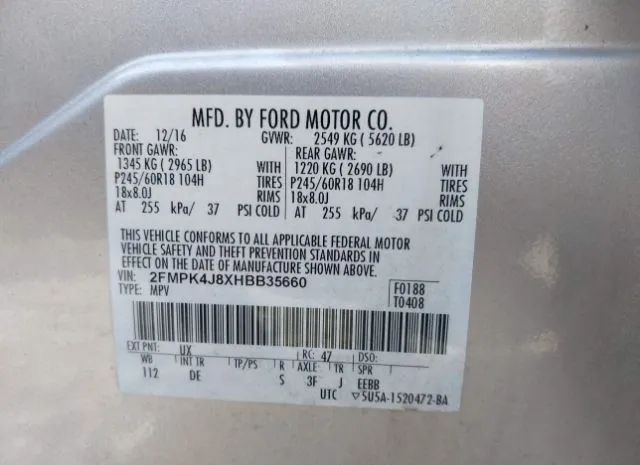 MFD. BY FORD MOTOR CO.
DATE: 12/16 GVWR: 2549 KG ( 5620 LB)
FRONT GAWR: REAR GAWR:
1345 KG ( 2965 LB) WITH 1220 KG ( 2690 LB) WITH
P245/60R18 104H TIRES P245/60R18 104H TIRES
18x8.0J RIMS 18x8.0J RIMS
AT 255 kPa/ 37 PSI COLD AT 255 kPa/ 37 PSI COLD
THIS VEHICLE CONFORMS TO ALL APPLICABLE FEDERAL MOTOR
VEHICLE SAFETY AND THEFT PREVENTION STANDARDS IN
EFFECT ON THE DATE OF MANUFACTURE SHOWN ABOVE.
VIN: 2FMPK4J8XHBB35660 F0188
TYPE: MPV T0408
EXT PNT: UX RC: 47 DSO:
WB INT TR TP/PS R AXLE TR SPR
112 DE S 3F J EEBB
UTC ▽5U5A-1520472-BA